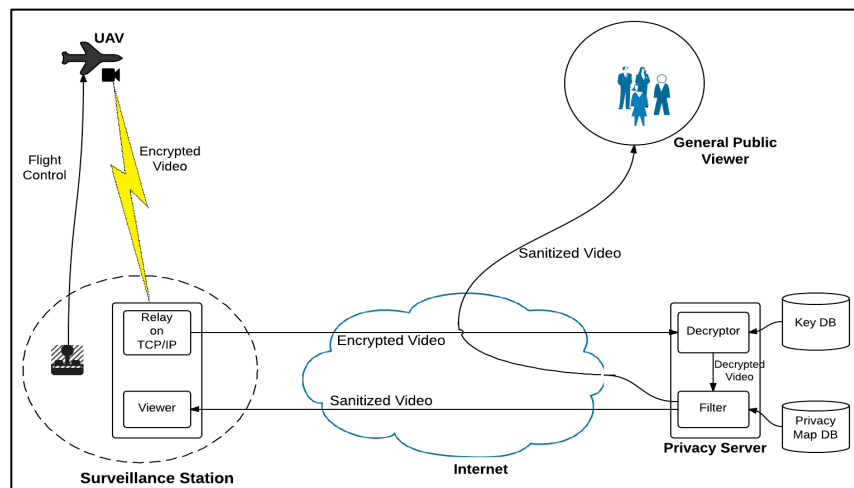 UAV
Flight
Control
Encrypted
Video
General Public
Viewer
Sanitized Video
Relay
on
TCP/IP
Encrypted Video
Decryptor
Key DB
Decrypted
Video
Viewer
Sanitized Video
Filter
Privacy
Map DB
Surveillance Station
Internet
Privacy Server